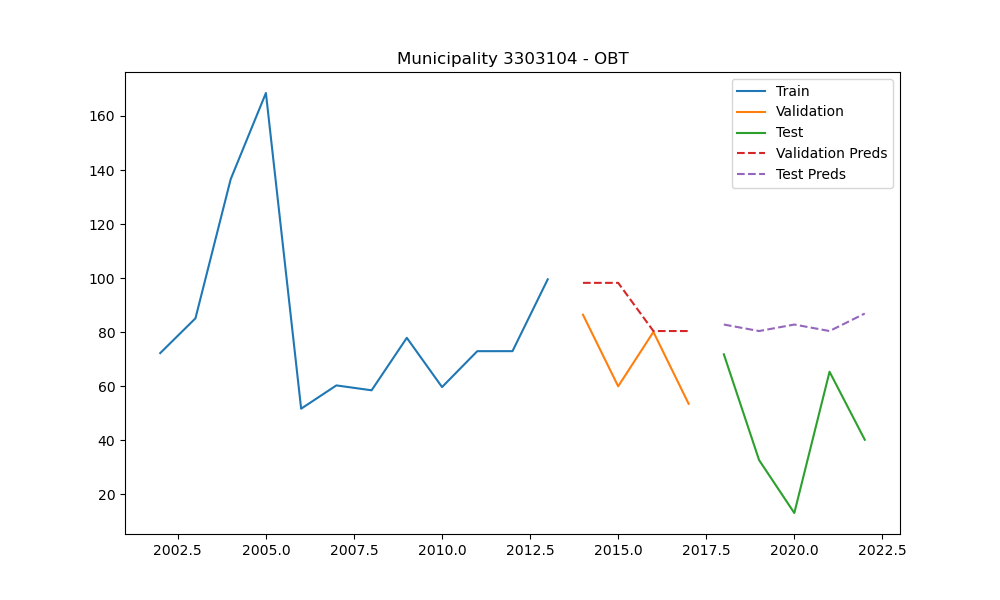 Municipality 3303104 - OBT
Train
Validation
Test
Validation Preds
Test Preds
160
140
120
100
80
60
40
20
2002.5 2005.0 2007.5 2010.0 2012.5 2015.0 2017.5 2020.0 2022.5